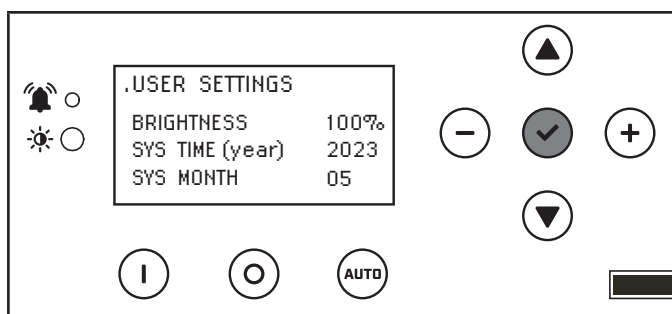 .USER SETTINGS
BRIGHTNESS 100%
SYS TIME (year) 2023
SYS MONTH 05
AUTO